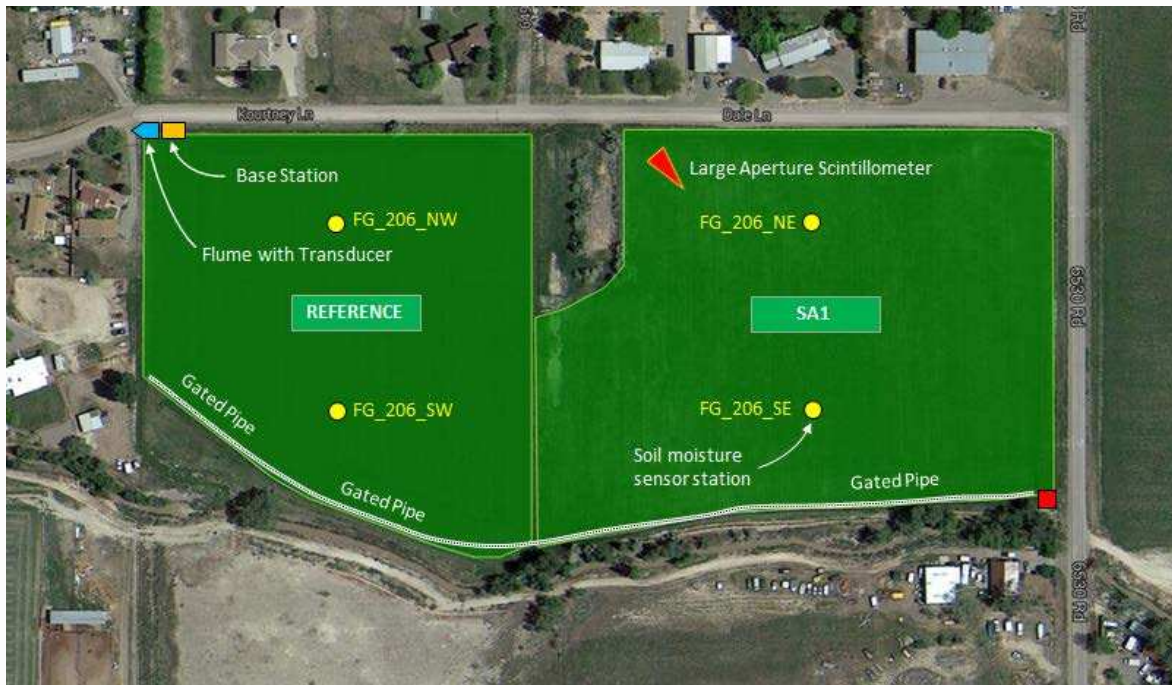 Kourtney Ln
Dale Ln
Rd
Base Station
Large Aperture Scintillometer
FG_206_NW
FG_206_NE
Flume with Transducer
REFERENCE
SA1
6530 Rd
Gated Pipe
FG_206_SW
FG_206_SE
Soil moisture
sensor station
Gated Pipe
Gated Pipe
6530 Rd